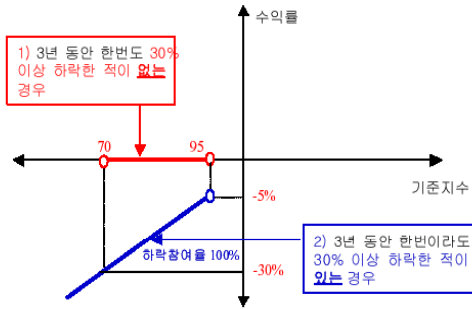 수익률
1) 3년 동안 한번도 30%
이상 하락한 적이 없는
경우
70
95
기준지수
-5%
하락참여율 100%
-30%
2) 3년 동안 한번이라도
30% 이상 하락한 적이
있는 경우